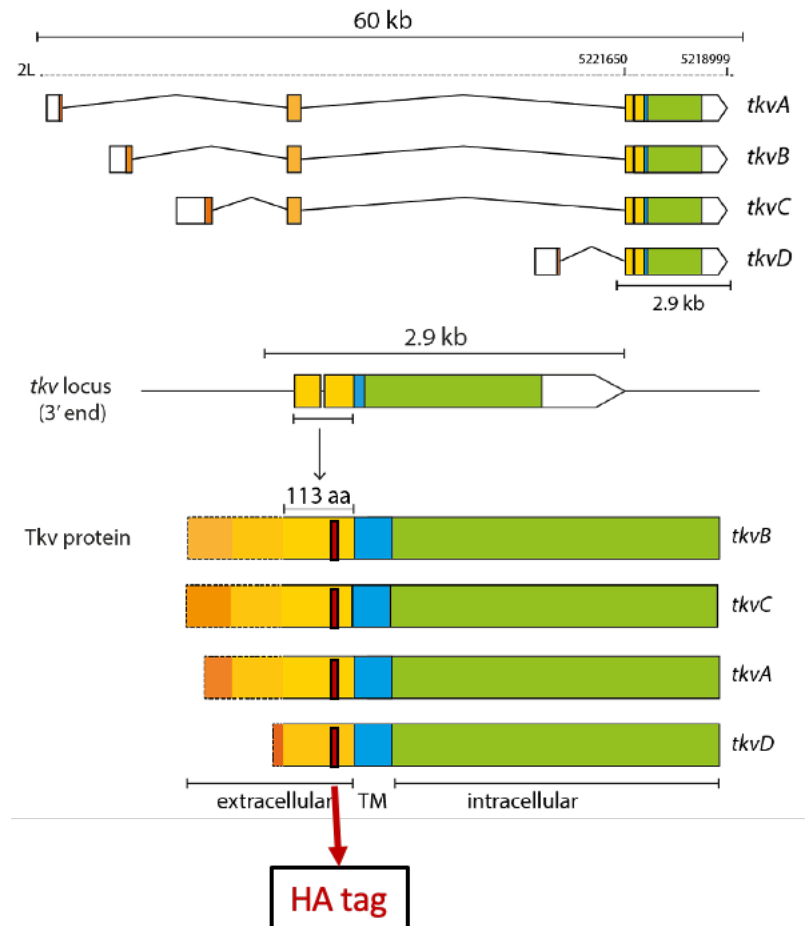 60 kb
2L
5221650
5218999
tkvA
tkvB
tkvC
tkvD
2.9 kb
2.9 kb
tkv locus
(3′ end)
113 aa
Tkv protein
tkvB
tkvC
tkvA
tkvD
extracellular
TM
intracellular
HA tag